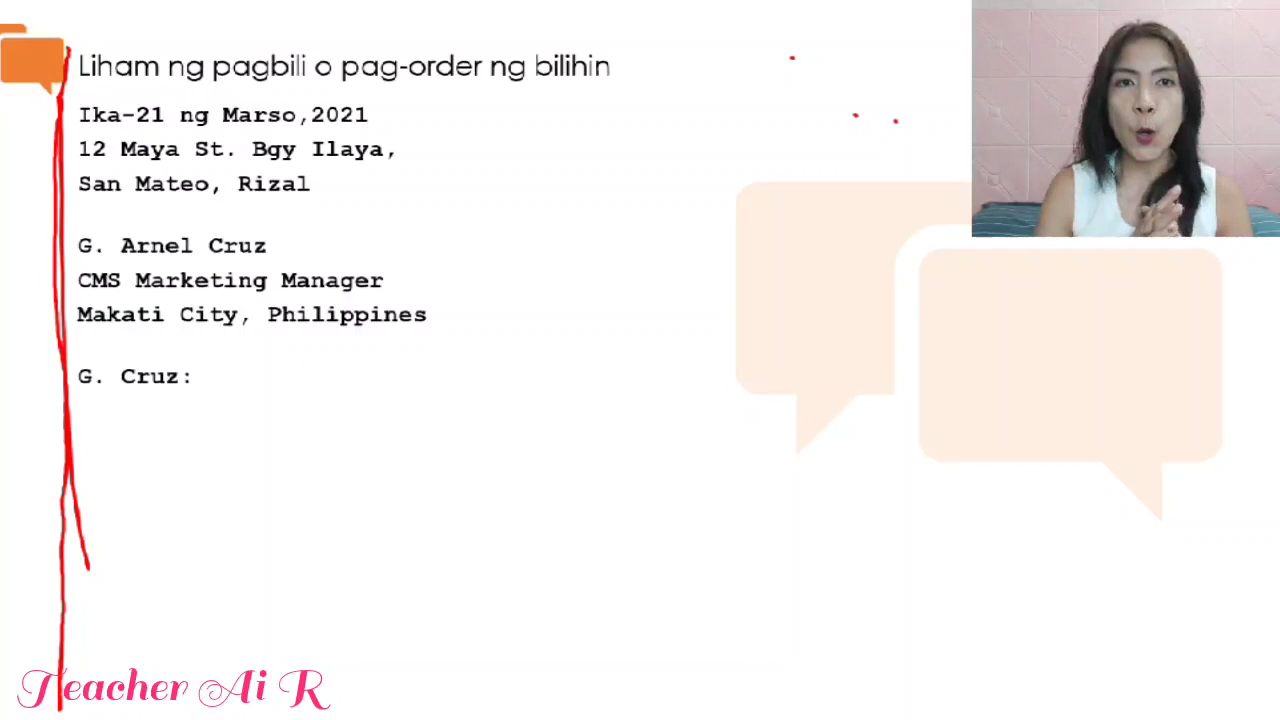 Liham ng pagbili o pag-order ng bilihin
Ika-21 ng Marso,2021
12 Maya St. Bgy Ilaya,
San Mateo, Rizal
G. Arnel Cruz
CMS Marketing Manager
Makati City, Philippines
G. Cruz:
Teacher Ai R